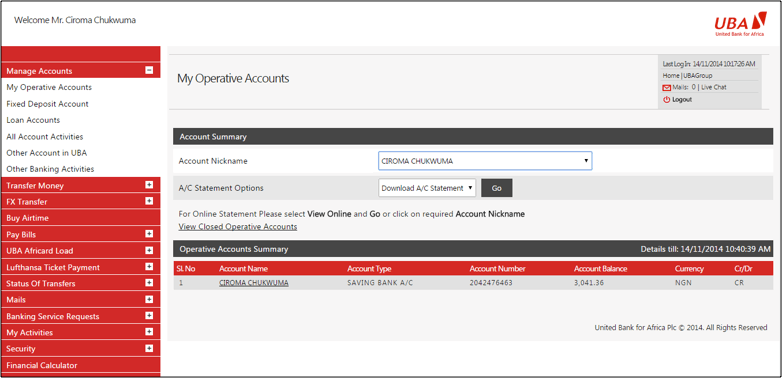 Welcome Mr. Ciroma Chukwuma
UBA
United Bank for Africa
Manage Accounts
My Operative Accounts
Fixed Deposit Account
Loan Accounts
All Account Activities
Other Account in UBA
Other Banking Activities
Transfer Money
FX Transfer
Buy Airtime
Pay Bills
UBA Africard Load
Lufthansa Ticket Payment
Status Of Transfers
Mails
Banking Service Requests
My Activities
Security
Financial Calculator
My Operative Accounts
Last Log In: 14/11/2014 10:17:26 AM
Home | UBAGroup
Mails: 0 | Live Chat
Logout
Account Summary
Account Nickname CIROMA CHUKWUMA
A/C Statement Options Download A/C Statement Go
For Online Statement Please select View Online and Go or click on required Account Nickname
View Closed Operative Accounts
Operative Accounts Summary Details till: 14/11/2014 10:40:39 AM
Sl. No Account Name Account Type Account Number Account Balance Currency Cr/Dr
1 CIROMA CHUKWUMA SAVING BANK A/C 2042476463 3,041.36 NGN CR
United Bank for Africa Plc © 2014. All Rights Reserved